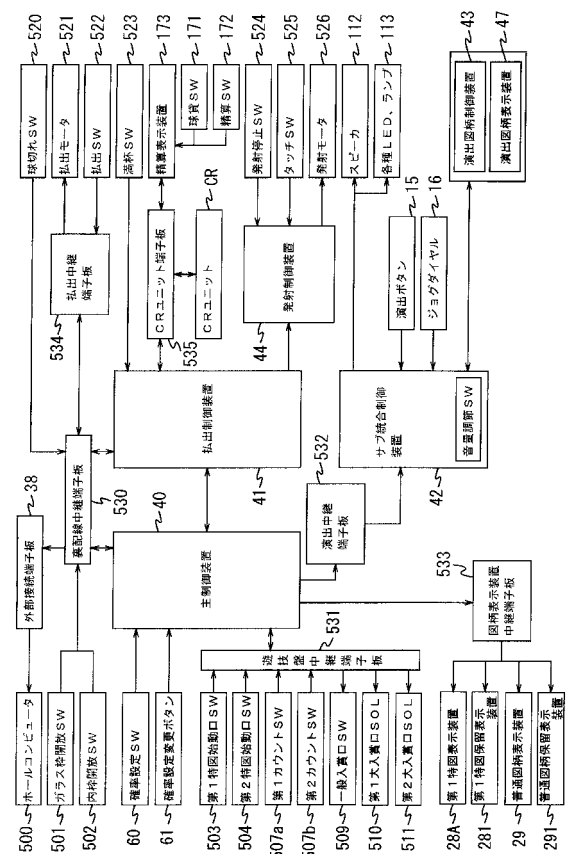 500
ホールコンピュータ
外部接続端子板
38
501
ガラス枠開放SW
502
内枠開放SW
裏配線中継端子板
530
球切れSW
520
払出中継
端子板
534
払出モータ
521
払出SW
522
満杯SW
523
60
確率設定SW
61
確率設定変更ボタン
主制御装置
40
払出制御装置
41
CRユニット端子板
535
CRユニット
CR
精算表示装置
173
球貸SW
171
精算SW
172
発射制御装置
44
発射停止SW
524
タッチSW
525
発射モータ
526
遊技盤中継端子板
531
503
第1特図始動口SW
504
第2特図始動口SW
507a
第1カウントSW
507b
第2カウントSW
509
一般入賞口SW
510
第1大入賞口SOL
511
第2大入賞口SOL
演出中継
端子板
532
サブ統合制御
装置
音量調節SW
42
スピーカ
112
各種LED、ランプ
113
演出ボタン
15
ジョグダイヤル
16
演出図柄制御装置
43
演出図柄表示装置
47
図柄表示装置
中継端子板
533
28A
第1特図表示装置
281
第1特図保留表示
装置
29
普通図柄表示装置
291
普通図柄保留表示
装置